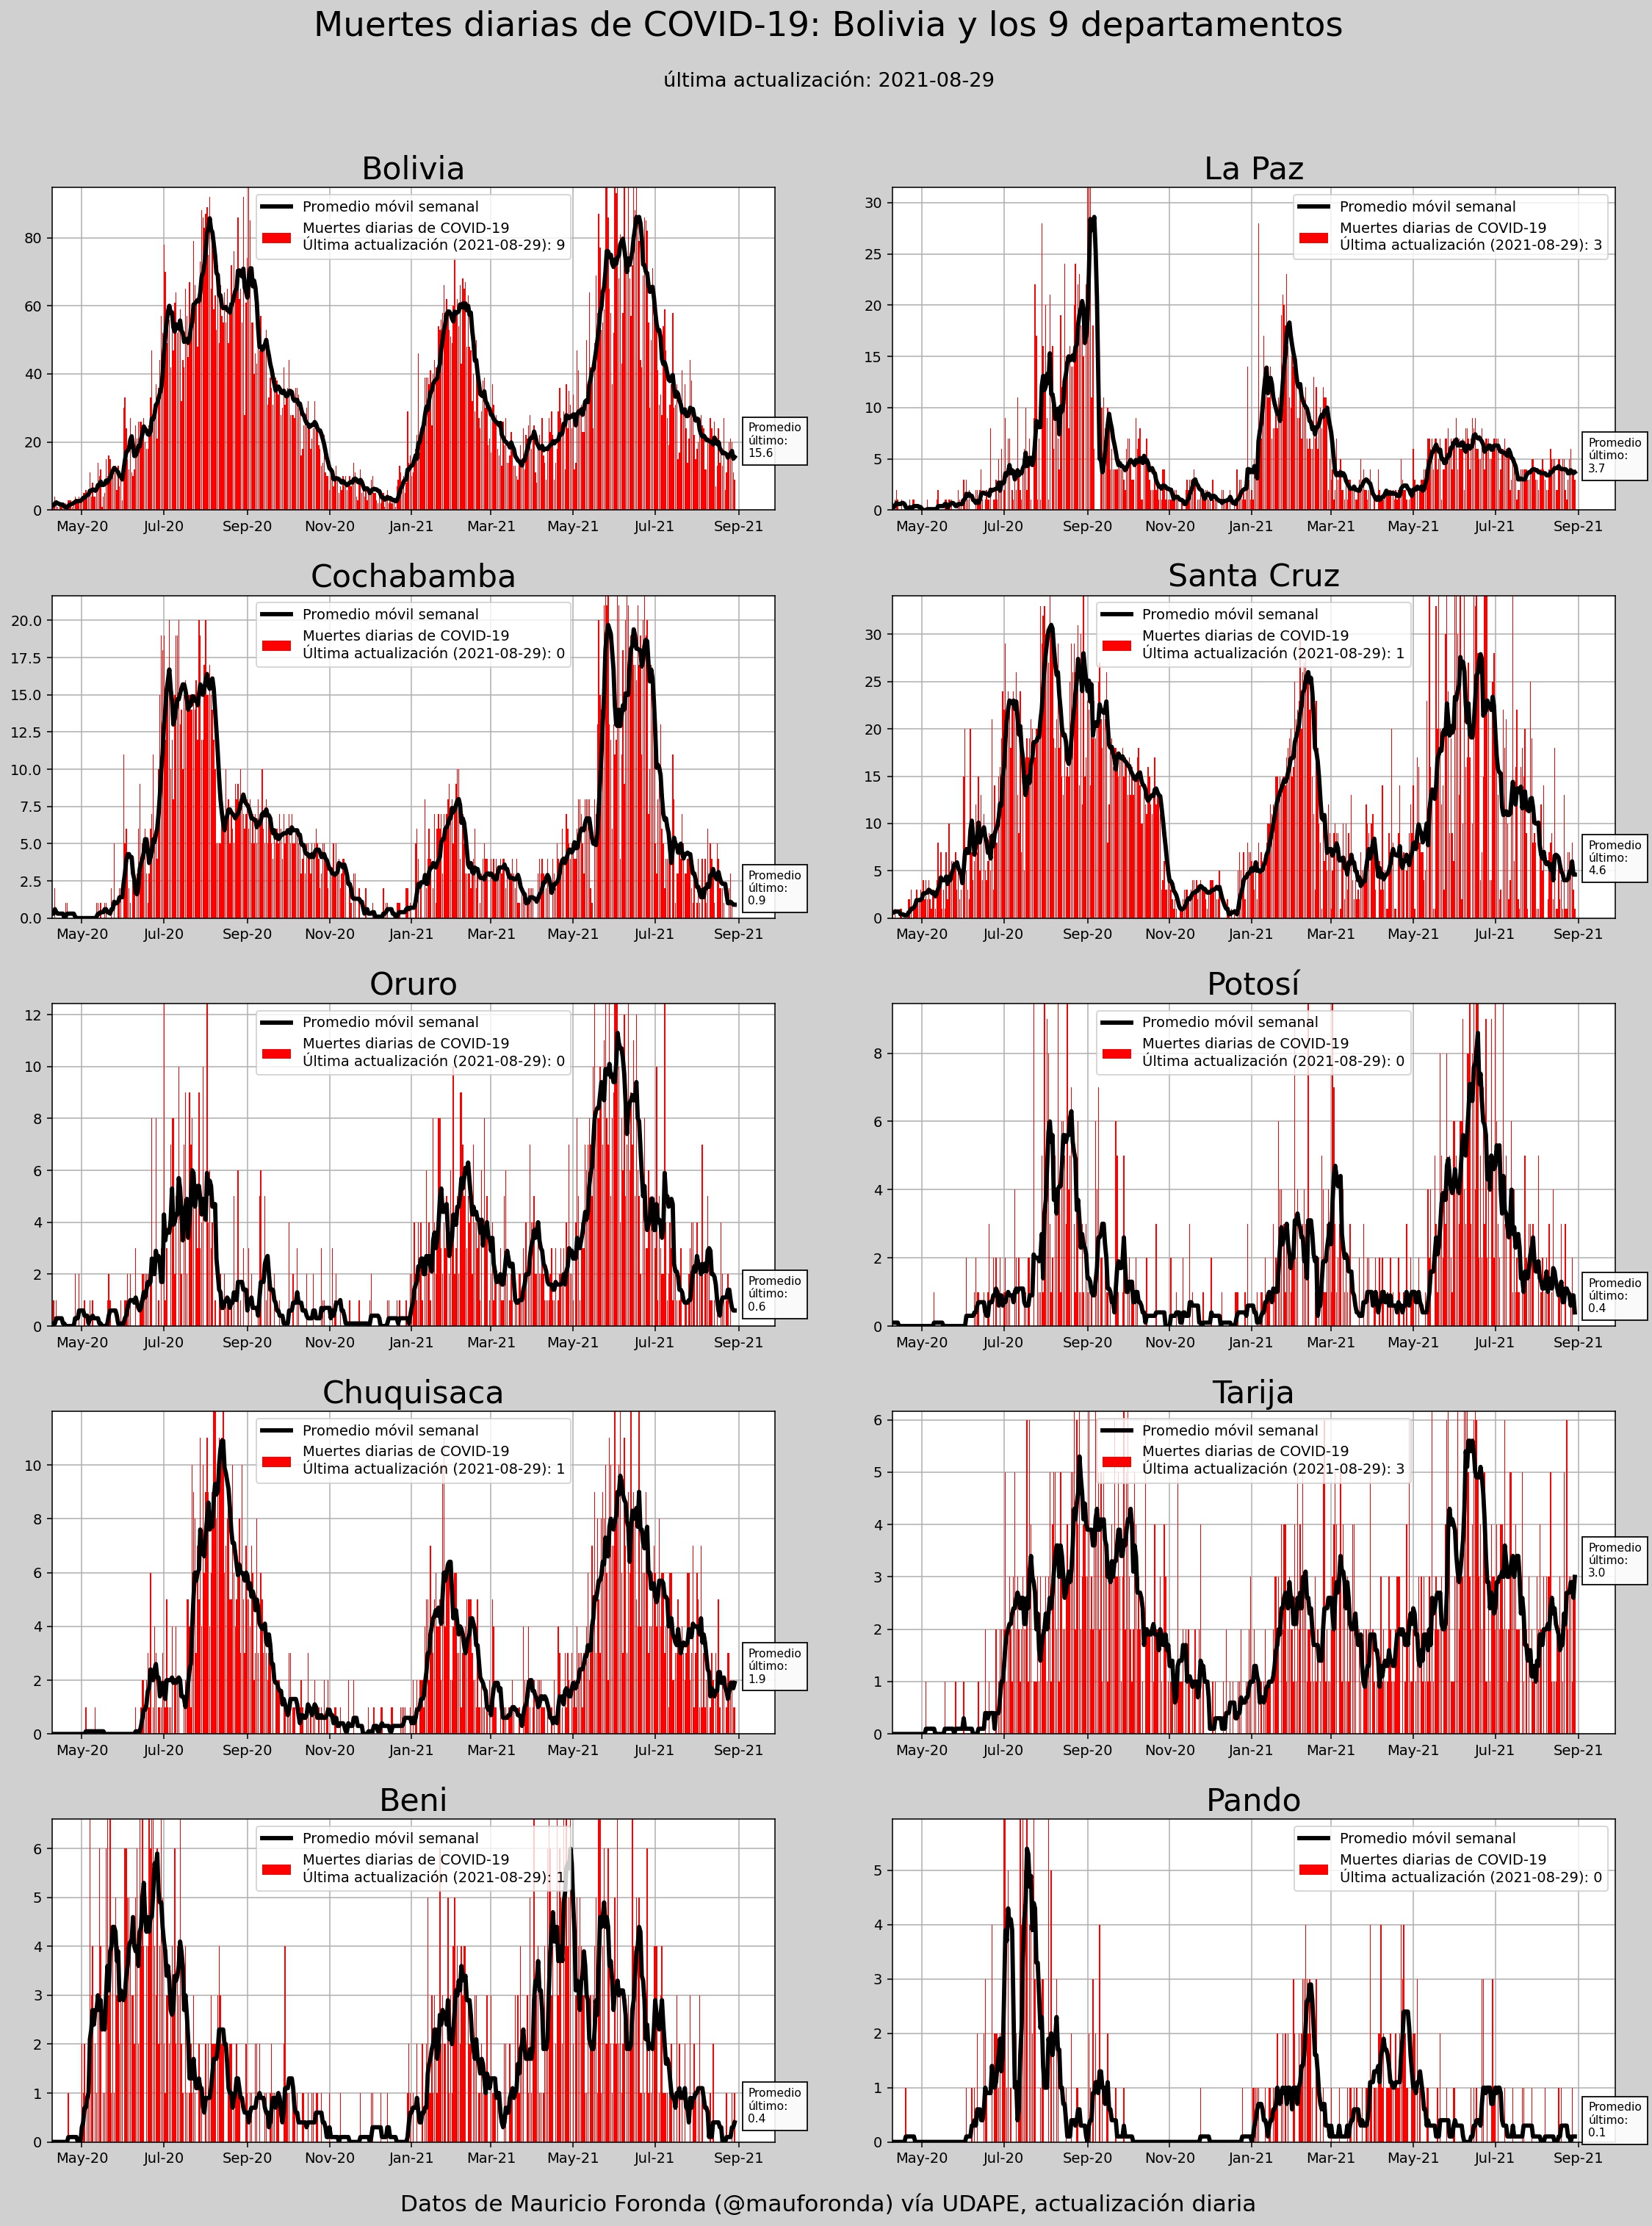 Muertes diarias de COVID-19: Bolivia y los 9 departamentos
última actualización: 2021-08-29
Bolivia
Promedio móvil semanal
Muertes diarias de COVID-19
Última actualización (2021-08-29): 9
80
60
40
20
0
Promedio
último:
15.6
May-20 Jul-20 Sep-20 Nov-20 Jan-21 Mar-21 May-21 Jul-21 Sep-21
La Paz
Promedio móvil semanal
Muertes diarias de COVID-19
Última actualización (2021-08-29): 3
30
25
20
15
10
5
0
Promedio
último:
3.7
May-20 Jul-20 Sep-20 Nov-20 Jan-21 Mar-21 May-21 Jul-21 Sep-21
Cochabamba
Promedio móvil semanal
Muertes diarias de COVID-19
Última actualización (2021-08-29): 0
20.0
17.5
15.0
12.5
10.0
7.5
5.0
2.5
0.0
Promedio
último:
0.9
May-20 Jul-20 Sep-20 Nov-20 Jan-21 Mar-21 May-21 Jul-21 Sep-21
Santa Cruz
Promedio móvil semanal
Muertes diarias de COVID-19
Última actualización (2021-08-29): 1
30
25
20
15
10
5
0
Promedio
último:
4.6
May-20 Jul-20 Sep-20 Nov-20 Jan-21 Mar-21 May-21 Jul-21 Sep-21
Oruro
Promedio móvil semanal
Muertes diarias de COVID-19
Última actualización (2021-08-29): 0
12
10
8
6
4
2
0
Promedio
último:
0.6
May-20 Jul-20 Sep-20 Nov-20 Jan-21 Mar-21 May-21 Jul-21 Sep-21
Potosí
Promedio móvil semanal
Muertes diarias de COVID-19
Última actualización (2021-08-29): 0
8
6
4
2
0
Promedio
último:
0.4
May-20 Jul-20 Sep-20 Nov-20 Jan-21 Mar-21 May-21 Jul-21 Sep-21
Chuquisaca
Promedio móvil semanal
Muertes diarias de COVID-19
Última actualización (2021-08-29): 1
10
8
6
4
2
0
Promedio
último:
1.9
May-20 Jul-20 Sep-20 Nov-20 Jan-21 Mar-21 May-21 Jul-21 Sep-21
Tarija
Promedio móvil semanal
Muertes diarias de COVID-19
Última actualización (2021-08-29): 3
6
5
4
3
2
1
0
Promedio
último:
3.0
May-20 Jul-20 Sep-20 Nov-20 Jan-21 Mar-21 May-21 Jul-21 Sep-21
Beni
Promedio móvil semanal
Muertes diarias de COVID-19
Última actualización (2021-08-29): 1
6
5
4
3
2
1
0
Promedio
último:
0.4
May-20 Jul-20 Sep-20 Nov-20 Jan-21 Mar-21 May-21 Jul-21 Sep-21
Pando
Promedio móvil semanal
Muertes diarias de COVID-19
Última actualización (2021-08-29): 0
5
4
3
2
1
0
Promedio
último:
0.1
May-20 Jul-20 Sep-20 Nov-20 Jan-21 Mar-21 May-21 Jul-21 Sep-21
Datos de Mauricio Foronda (@mauforonda) vía UDAPE, actualización diaria